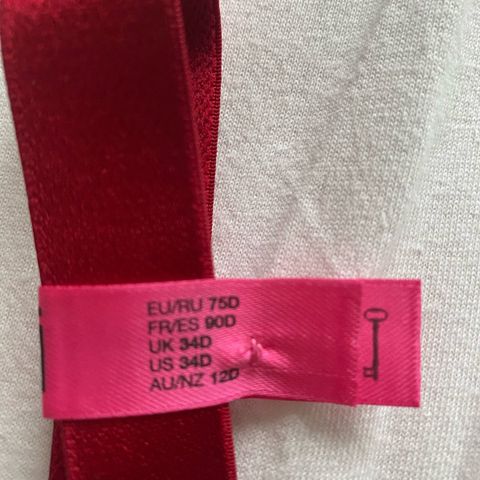 EU/RU 75D
FR/ES 90D
UK 34D
US 34D
AU/NZ 12D